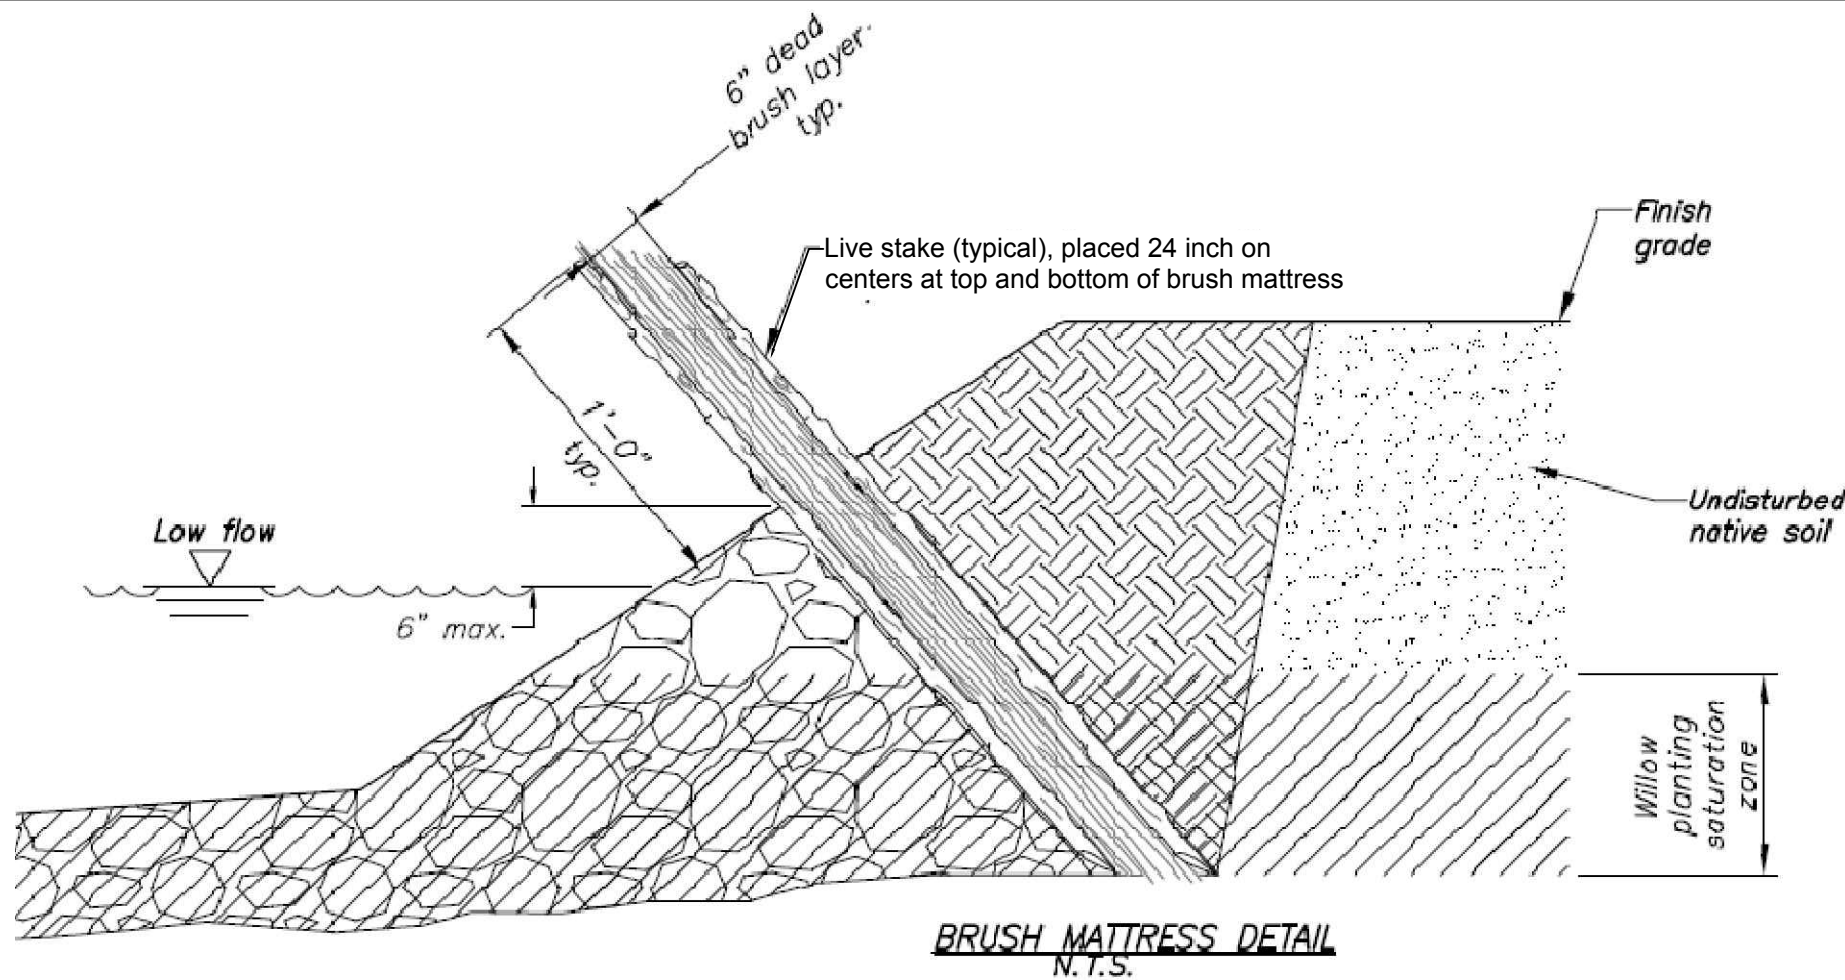 6" dead
brush layer.
typ.
Live stake (typical), placed 24 inch on
centers at top and bottom of brush mattress
Finish
grade
1'-0"
typ.
Low flow
6" max.
Undisturbed
native soil
Willow
planting
saturation
zone
BRUSH MATTRESS DETAIL
N.T.S.